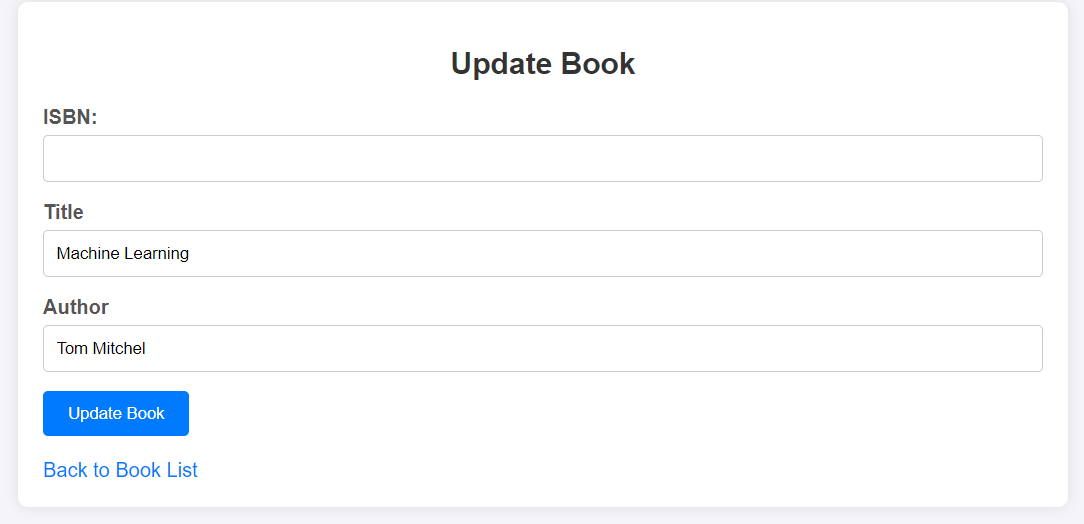 Update Book
ISBN:
Title
Machine Learning
Author
Tom Mitchel
Update Book
Back to Book List